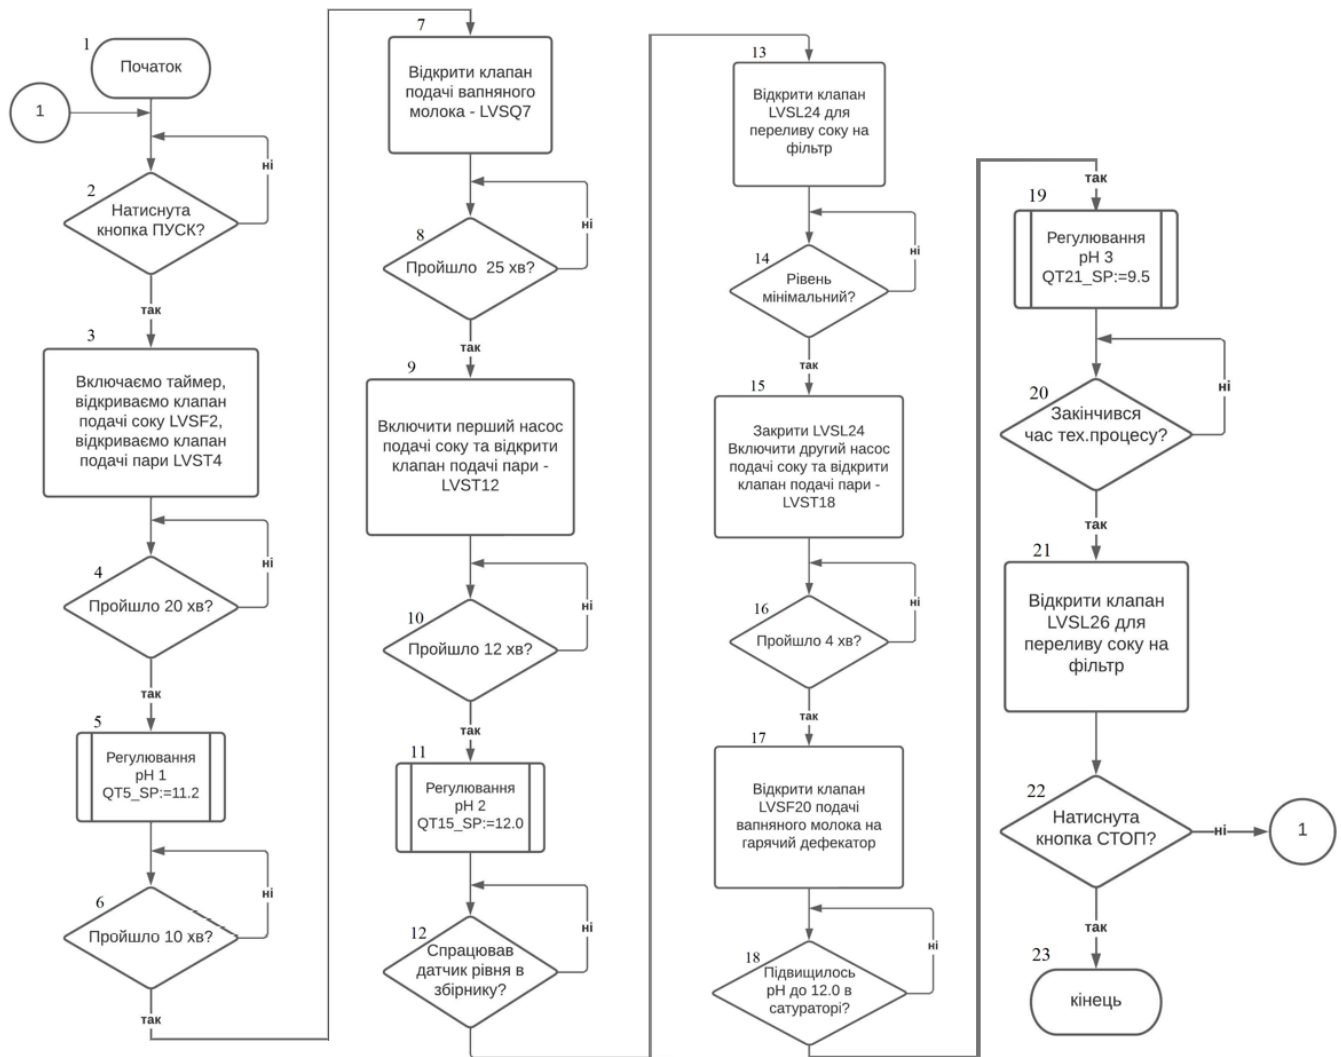 1
Початок
1
ні
2
Натиснута
кнопка ПУСК?
так
3
Включаємо таймер,
відкриваємо клапан
подачі соку LVSF2,
відкриваємо клапан
подачі пари LVST4
ні
4
Пройшло 20 хв?
так
5
Регулювання
pH 1
QT5_SP:=11.2
ні
6
Пройшло 10 хв?
так
7
Відкрити клапан
подачі вапняного
молока - LVSQ7
ні
8
Пройшло 25 хв?
так
9
Включити перший насос
подачі соку та відкрити
клапан подачі пари -
LVST12
ні
10
Пройшло 12 хв?
так
11
Регулювання
pH 2
QT15_SP:=12.0
ні
12
Спрацював
датчик рівня в
збірнику?
13
Відкрити клапан
LVSL24 для
переливу соку на
фільтр
ні
14
Рівень
мінімальний?
так
15
Закрити LVSL24
Включити другий насос
подачі соку та відкрити
клапан подачі пари -
LVST18
ні
16
Пройшло 4 хв?
так
17
Відкрити клапан
LVSF20 подачі
вапняного молока на
гарячий дефекатор
ні
18
Підвищилось
pH до 12.0 в
сатураторі?
так
19
Регулювання
pH 3
QT21_SP:=9.5
ні
20
Закінчився
час тех.процесу?
так
21
Відкрити клапан
LVSL26 для
переливу соку на
фільтр
22
Натиснута
кнопка СТОП?
ні
1
так
23
кінець